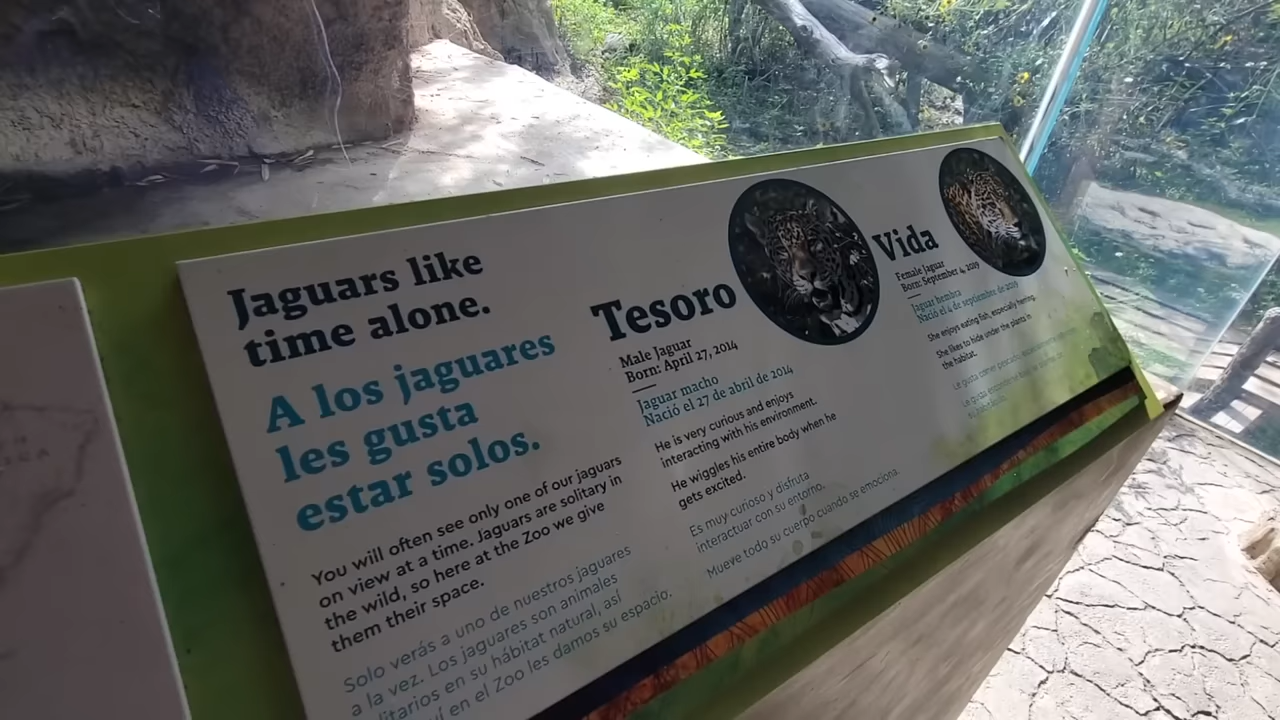 Jaguars like
time alone.
A los jaguares
les gusta
estar solos.
You will often see only one of our jaguars
on view at a time. Jaguars are solitary in
the wild, so here at the Zoo we give
them their space.
Solo verás a uno de nuestros jaguares
a la vez. Los jaguares son animales
litarios en su hábitat natural, así
en el Zoo les damos su espacio.
Tesoro
Male Jaguar
Born: April 27, 2014
Jaguar macho
Nació el 27 de abril de 2014
He is very curious and enjoys
interacting with his environment.
He wiggles his entire body when he
gets excited.
Es muy curioso y disfruta
interactuar con su entorno.
Mueve todo su cuerpo cuando se emociona.
Vida
Female Jaguar
Born: September 4, 2019
Jaguar hembra
Nació el 4 de septiembre de 2019
She enjoys eating fish, especially herring.
She likes to hide under the plants in
the habitat.
Le gusta comer pescado,